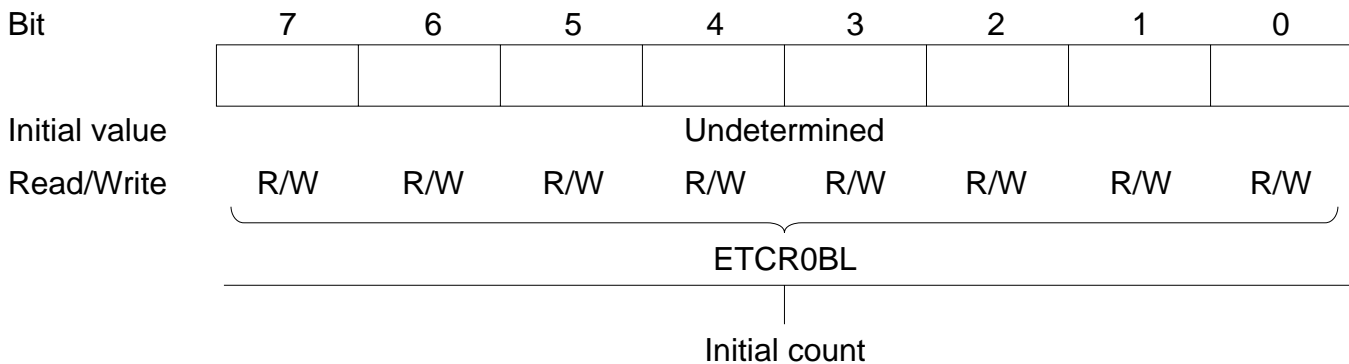 Bit 7 6 5 4 3 2 1 0
Initial value Undetermined
Read/Write R/W R/W R/W R/W R/W R/W R/W R/W
ETCR0BL
Initial count